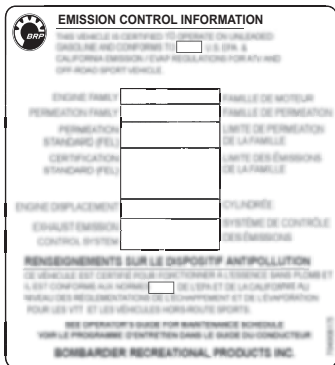 BRP
EMISSION CONTROL INFORMATION
THIS VEHICLE IS CERTIFIED TO OPERATE ON UNLEADED
GASOLINE AND CONFORMS TO U.S. EPA &
CALIFORNIA EMISSION / EVAP REGULATIONS FOR ATV AND
OFF-ROAD SPORT VEHICLE.
ENGINE FAMILY FAMILLE DE MOTEUR
PERMEATION FAMILY FAMILLE DE PERMEATION
PERMEATION LIMITE DE PERMEATION
STANDARD (FEL) DE LA FAMILLE
CERTIFICATION LIMITE DES ÉMISSIONS
STANDARD (FEL) DE LA FAMILLE
ENGINE DISPLACEMENT CYLINDRÉE
EXHAUST EMISSION SYSTÈME DE CONTRÔLE
CONTROL SYSTEM DES ÉMISSIONS
RENSEIGNEMENTS SUR LE DISPOSITIF ANTIPOLLUTION
CE VÉHICULE EST CERTIFIÉ POUR FONCTIONNER À L'ESSENCE SANS PLOMB ET
IL EST CONFORME AUX NORMES DE L'EPA ET DE LA CALIFORNIE AU
NIVEAU DES RÉGLEMENTATIONS DE L'ÉCHAPPEMENT ET DE L'ÉVAPORATION
POUR LES VTT ET LES VÉHICULES HORS-ROUTE SPORTS.
SEE OPERATOR'S GUIDE FOR MAINTENANCE SCHEDULE
VOIR LE PROGRAMME D'ENTRETIEN DANS LE GUIDE DU CONDUCTEUR
BOMBARDIER RECREATIONAL PRODUCTS INC.